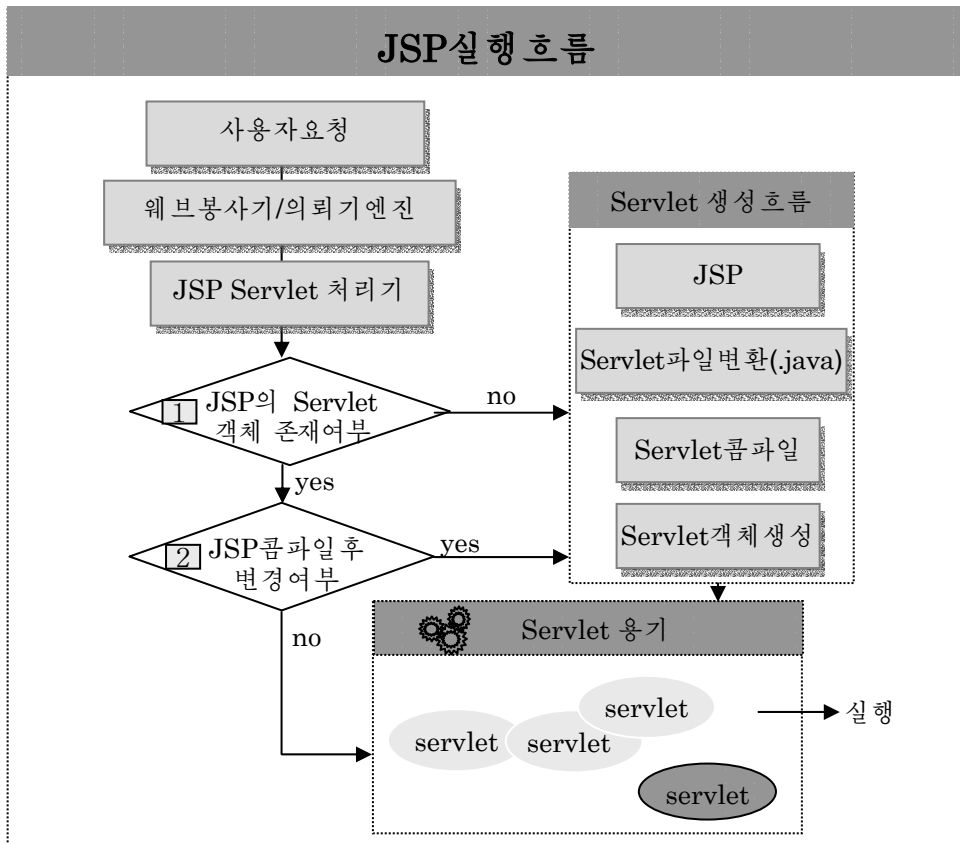 JSP실행흐름
사용자요청
웨브봉사기/의뢰기엔진
JSP Servlet 처리기
1 JSP의 Servlet
객체 존재여부
no
yes
2 JSP콤파일후
변경여부
yes
no
Servlet 생성흐름
JSP
Servlet파일변환(.java)
Servlet콤파일
Servlet객체생성
Servlet 용기
servlet
servlet
servlet
servlet
실행